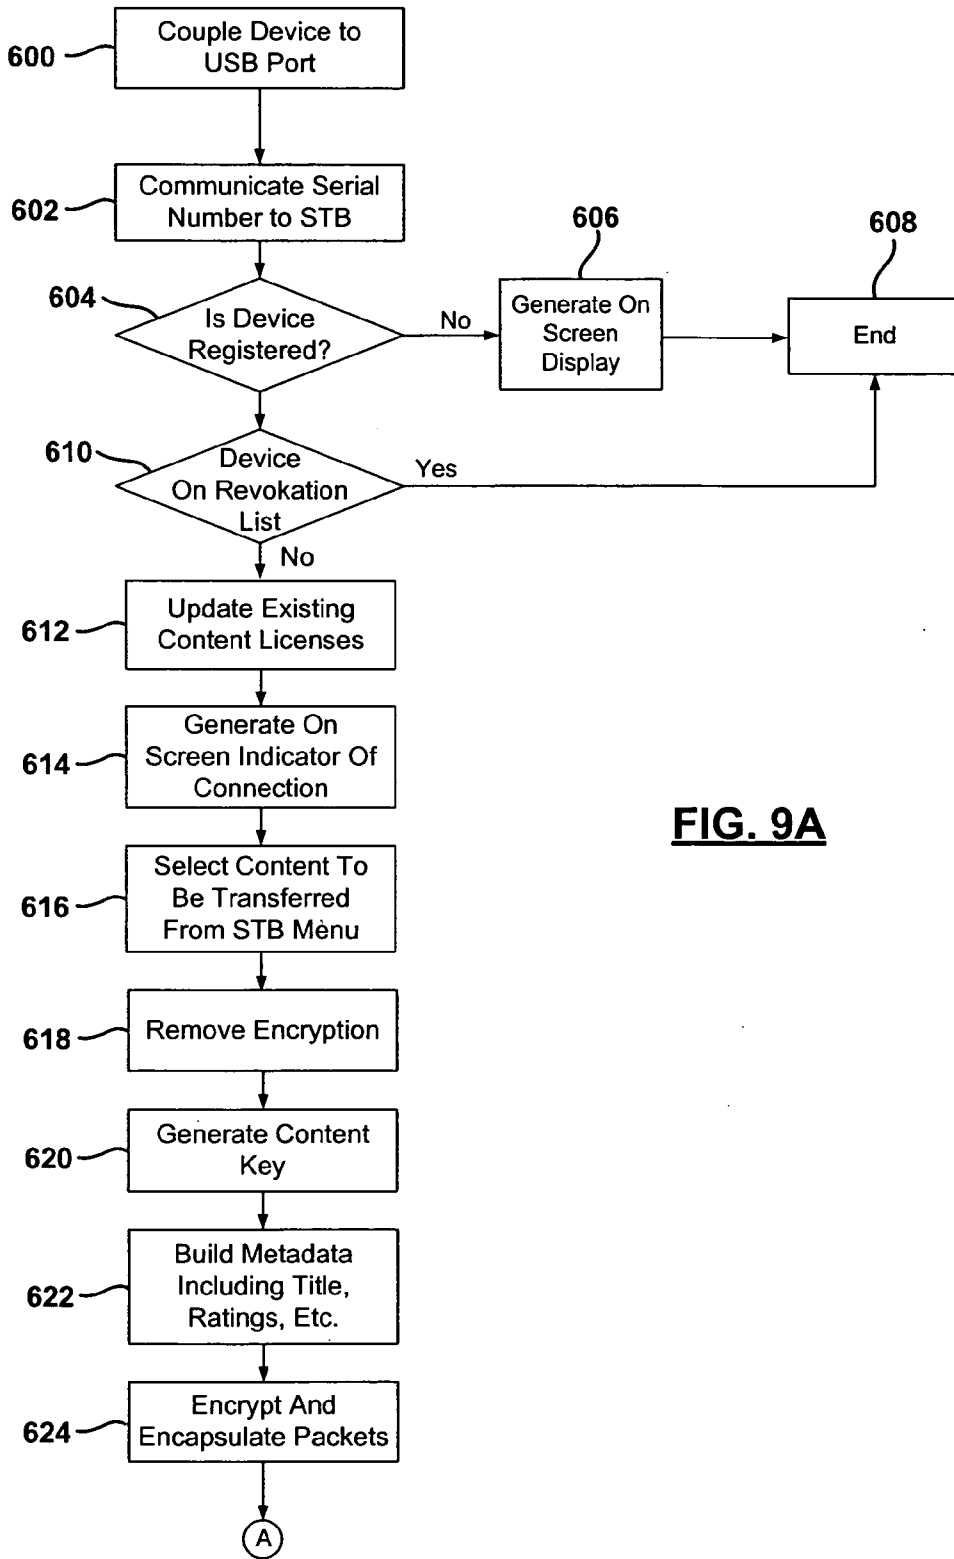 600
Couple Device to
USB Port
602
Communicate Serial
Number to STB
604
Is Device
Registered?
No
606
Generate On
Screen
Display
608
End
610
Device
On Revokation
List
Yes
No
612
Update Existing
Content Licenses
614
Generate On
Screen Indicator Of
Connection
616
Select Content To
Be Transferred
From STB Menu
618
Remove Encryption
620
Generate Content
Key
622
Build Metadata
Including Title,
Ratings, Etc.
624
Encrypt And
Encapsulate Packets
A
FIG. 9A